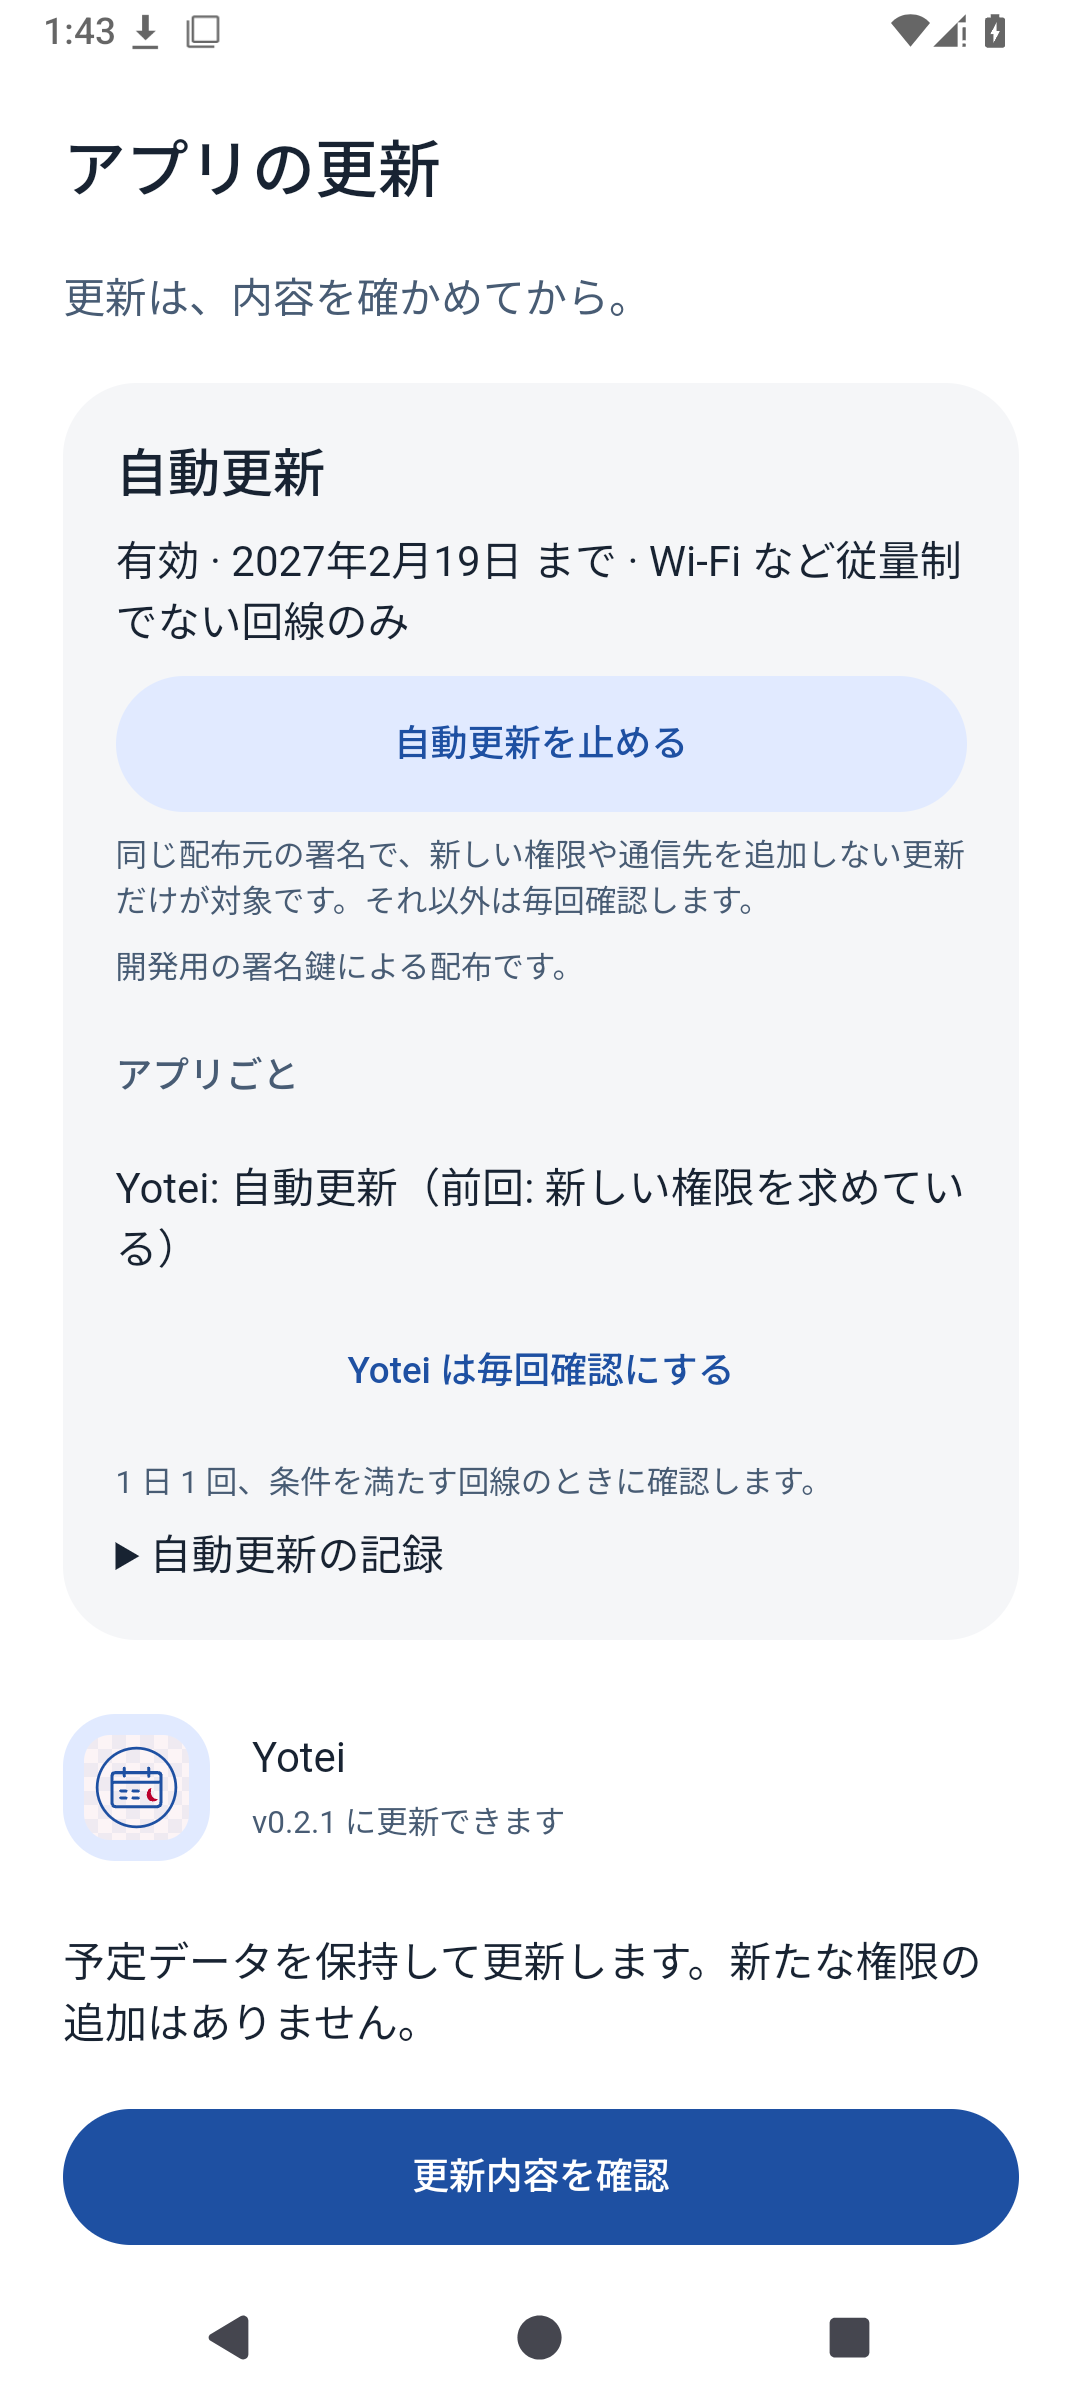 1:43
アプリの更新
更新は、内容を確かめてから。
自動更新
有効 · 2027年2月19日 まで · Wi-Fi など従量制
でない回線のみ
自動更新を止める
同じ配布元の署名で、新しい権限や通信先を追加しない更新
だけが対象です。それ以外は毎回確認します。
開発用の署名鍵による配布です。
アプリごと
Yotei: 自動更新（前回: 新しい権限を求めてい
る）
Yotei は毎回確認にする
1 日 1 回、条件を満たす回線のときに確認します。
▶ 自動更新の記録
Yotei
v0.2.1 に更新できます
予定データを保持して更新します。新たな権限の
追加はありません。
更新内容を確認